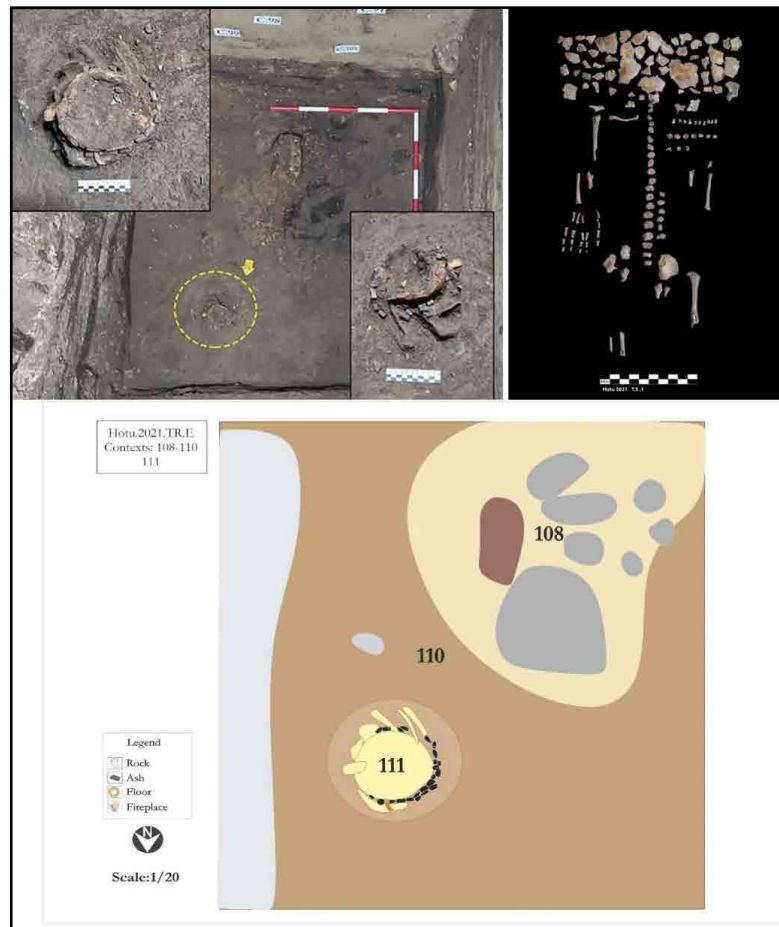 Hotu 2021 T.E.1
Hotu.2021.TR.E
Contexts: 108-110
111
108
110
111
Legend
Rock
Ash
Floor
Fireplace
N
Scale:1/20